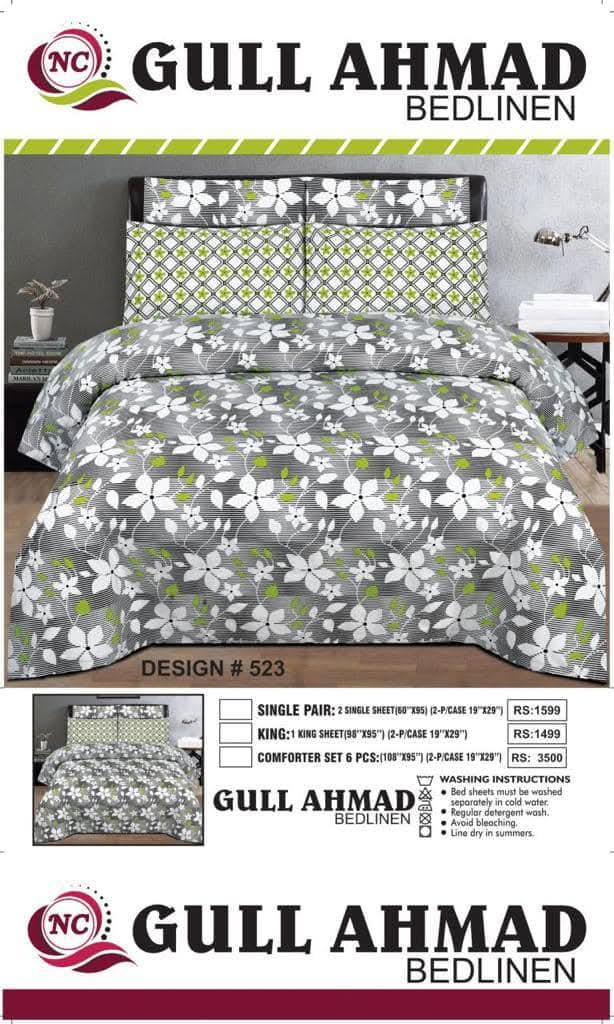 NC
GULL AHMAD
BEDLINEN
DESIGN # 523
SINGLE PAIR: 2 SINGLE SHEET(60"X95) (2-P/CASE 19"X29") RS:1599
KING:1 KING SHEET(98"X95") (2-P/CASE 19"X29") RS:1499
COMFORTER SET 6 PCS:(108"X95") (2-P/CASE 19"X29") RS: 3500
GULL AHMAD
BEDLINEN
WASHING INSTRUCTIONS
• Bed sheets must be washed
separately in cold water.
• Regular detergent wash.
• Avoid bleaching.
• Line dry in summers.
NC
GULL AHMAD
BEDLINEN